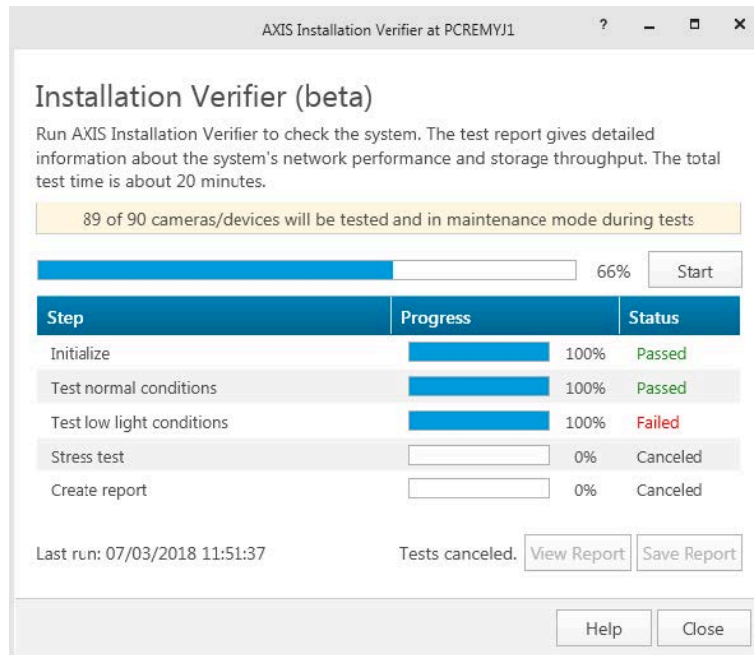 AXIS Installation Verifier at PCREMYJ1
?
Installation Verifier (beta)
Run AXIS Installation Verifier to check the system. The test report gives detailed
information about the system's network performance and storage throughput. The total
test time is about 20 minutes.
89 of 90 cameras/devices will be tested and in maintenance mode during tests
66% Start
Step Progress Status
Initialize 100% Passed
Test normal conditions 100% Passed
Test low light conditions 100% Failed
Stress test 0% Canceled
Create report 0% Canceled
Last run: 07/03/2018 11:51:37 Tests canceled. View Report Save Report
Help Close